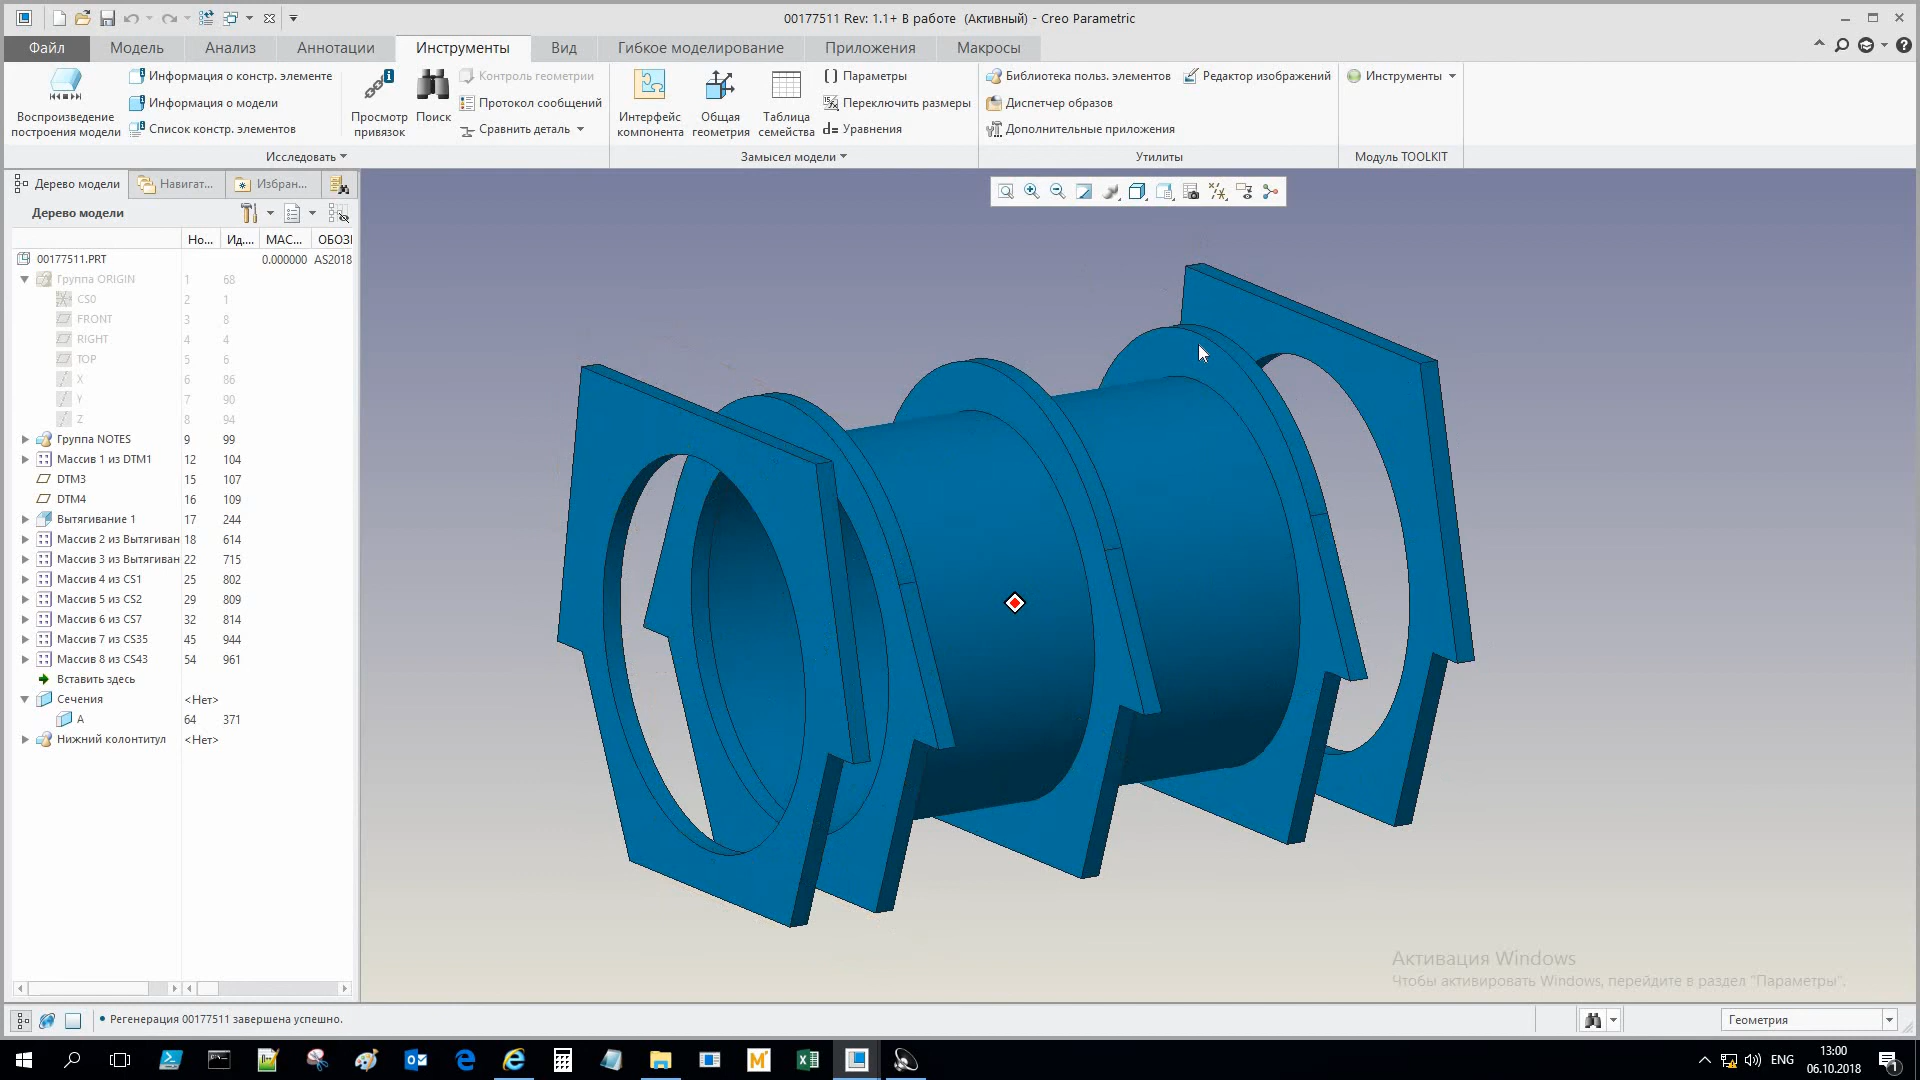 00177511 Rev: 1.1+ В работе (Активный) - Creo Parametric
Файл Модель Анализ Аннотации Инструменты Вид Гибкое моделирование Приложения Макросы
Воспроизведение построения модели
Информация о констр. элементе
Информация о модели
Список констр. элементов
Просмотр привязок
Поиск
Контроль геометрии
Протокол сообщений
Сравнить деталь
Интерфейс компонента
Общая геометрия
Таблица семейства
Параметры
Переключить размеры
d= Уравнения
Библиотека польз. элементов
Диспетчер образов
Дополнительные приложения
Редактор изображений
Инструменты
Исследовать Замысел модели Утилиты Модуль TOOLKIT
Дерево модели Навигат... Избран...
Дерево модели
Но... Ид.... МАС... ОБОЗ
00177511.PRT 0.000000 AS2018
Группа ORIGIN 1 68
CS0 2 1
FRONT 3 8
RIGHT 4 4
TOP 5 6
X 6 86
Y 7 90
Z 8 94
Группа NOTES 9 99
Массив 1 из DTM1 12 104
DTM3 15 107
DTM4 16 109
Вытягивание 1 17 244
Массив 2 из Вытягиван 18 614
Массив 3 из Вытягиван 22 715
Массив 4 из CS1 25 802
Массив 5 из CS2 29 809
Массив 6 из CS7 32 814
Массив 7 из CS35 45 944
Массив 8 из CS43 54 961
Вставить здесь
Сечения <Нет>
A 64 371
Нижний колонтитул <Нет>
Активация Windows
Чтобы активировать Windows, перейдите в раздел "Параметры".
• Регенерация 00177511 завершена успешно.
Геометрия
ENG
13:00
06.10.2018
1